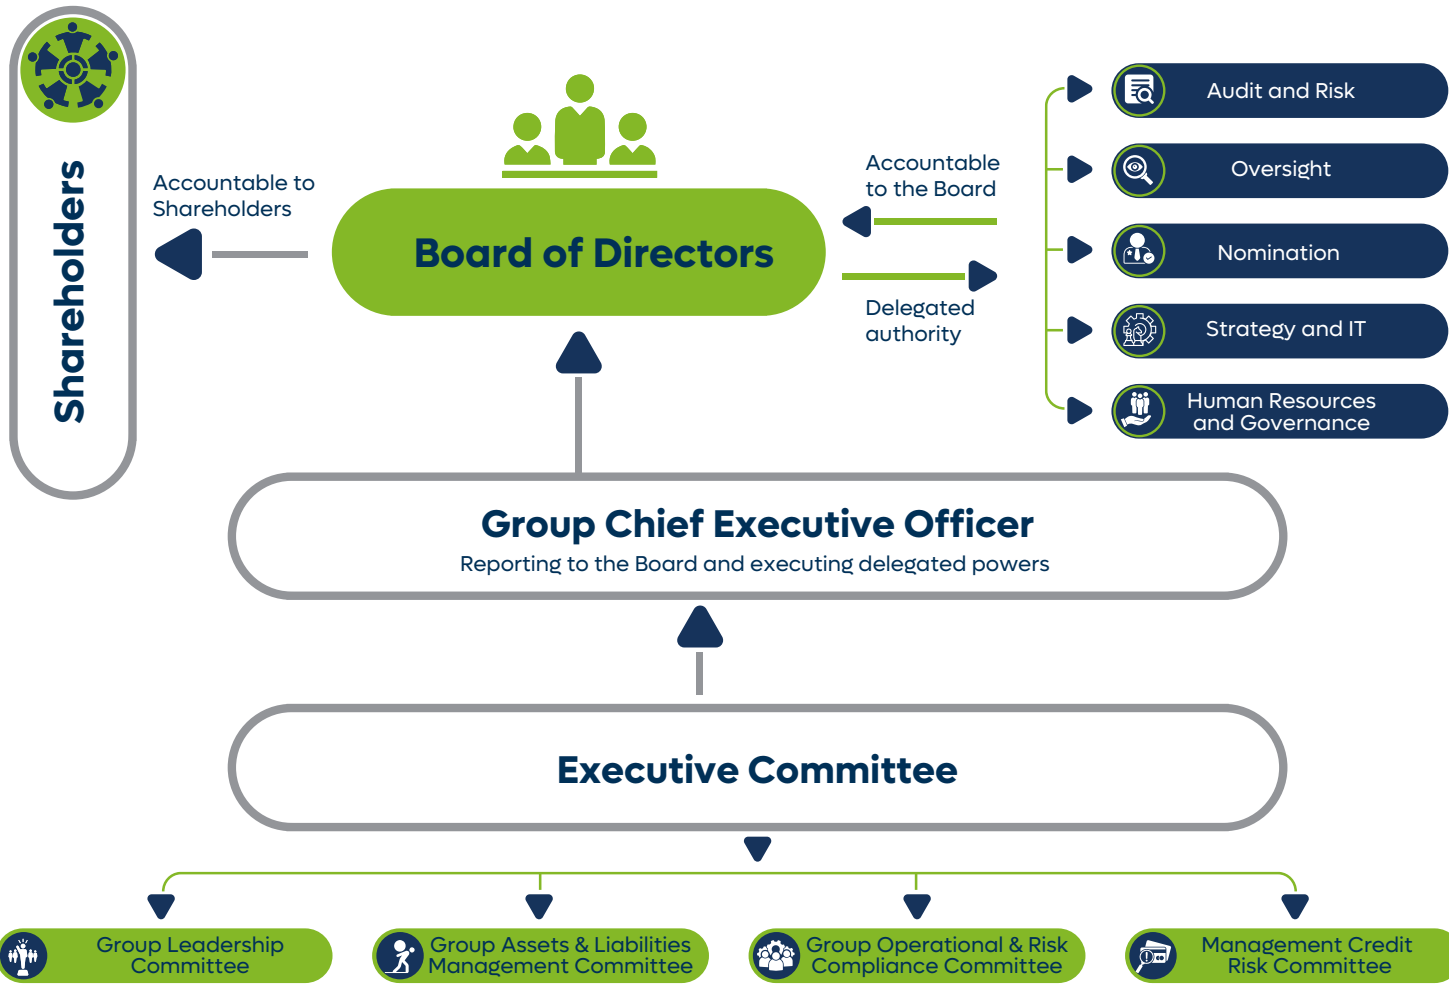 Shareholders
Accountable to
Shareholders
Board of Directors
Accountable
to the Board
Delegated
authority
Audit and Risk
Oversight
Nomination
Strategy and IT
Human Resources
and Governance
Group Chief Executive Officer
Reporting to the Board and executing delegated powers
Executive Committee
Group Leadership
Committee
Group Assets & Liabilities
Management Committee
Group Operational & Risk
Compliance Committee
Management Credit
Risk Committee